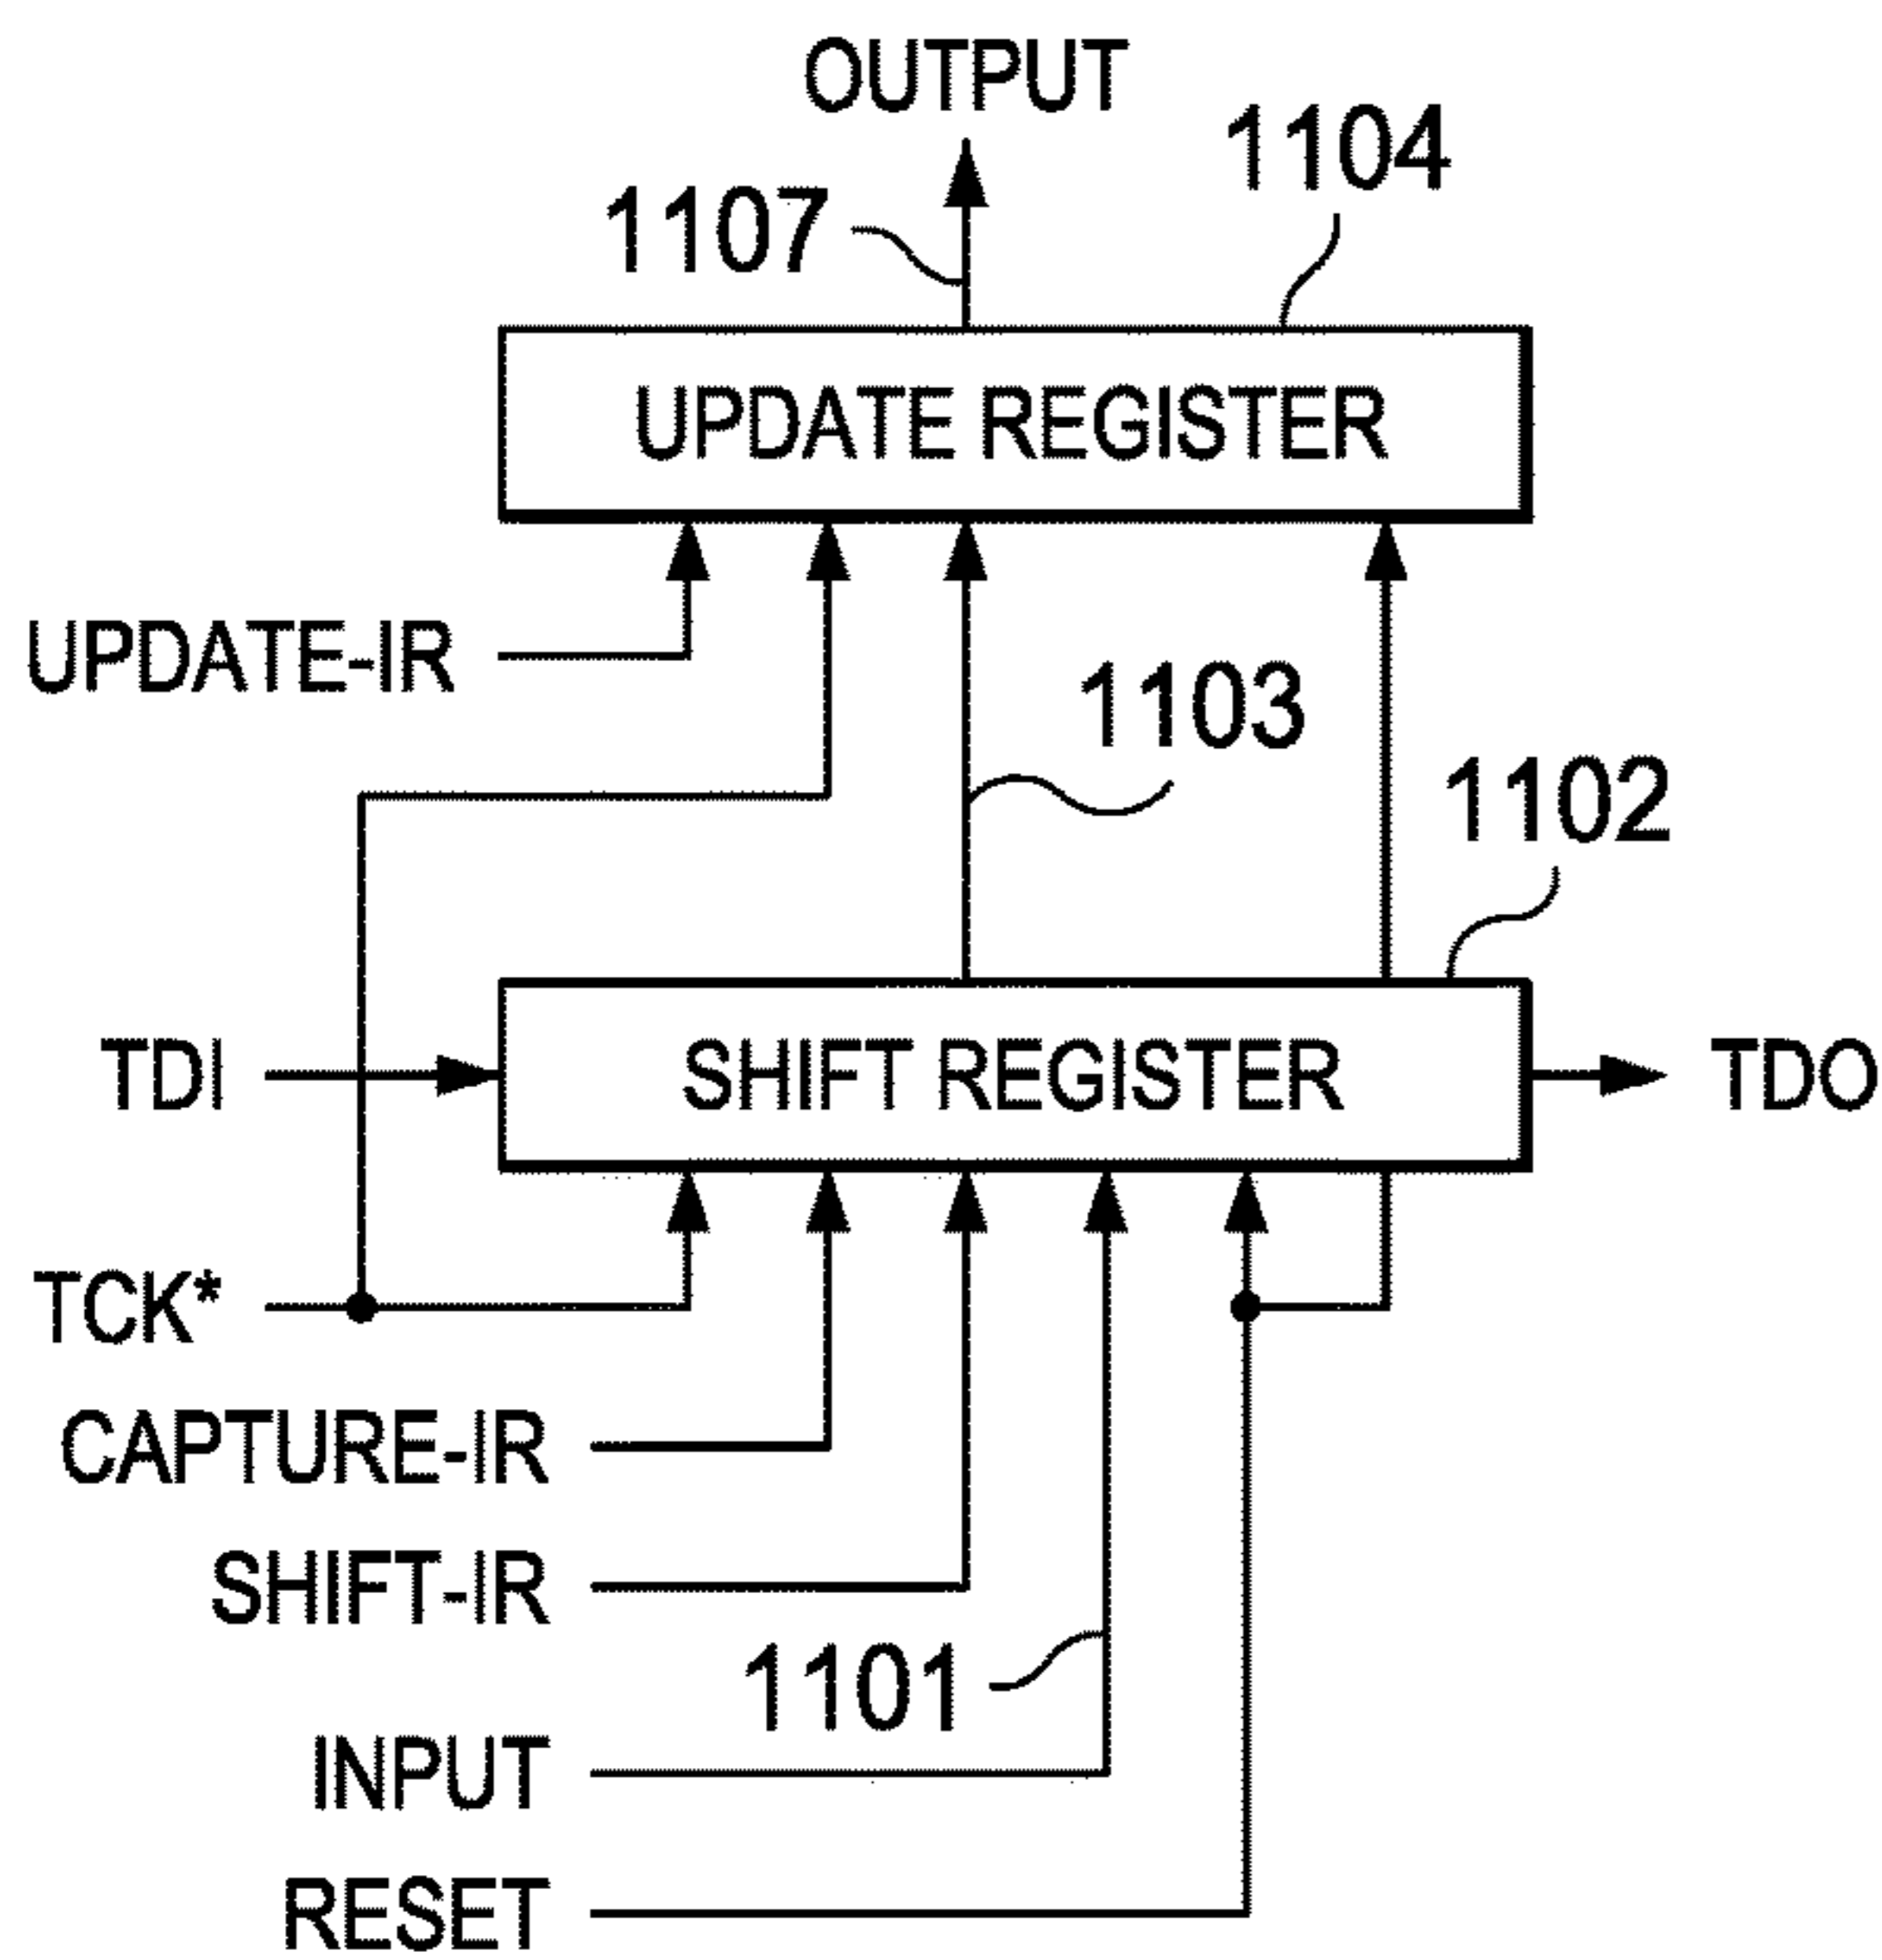 OUTPUT
1104
1107
UPDATE REGISTER
UPDATE-IR
1103
1102
TDI
SHIFT REGISTER
TDO
TCK*
CAPTURE-IR
SHIFT-IR
1101
INPUT
RESET